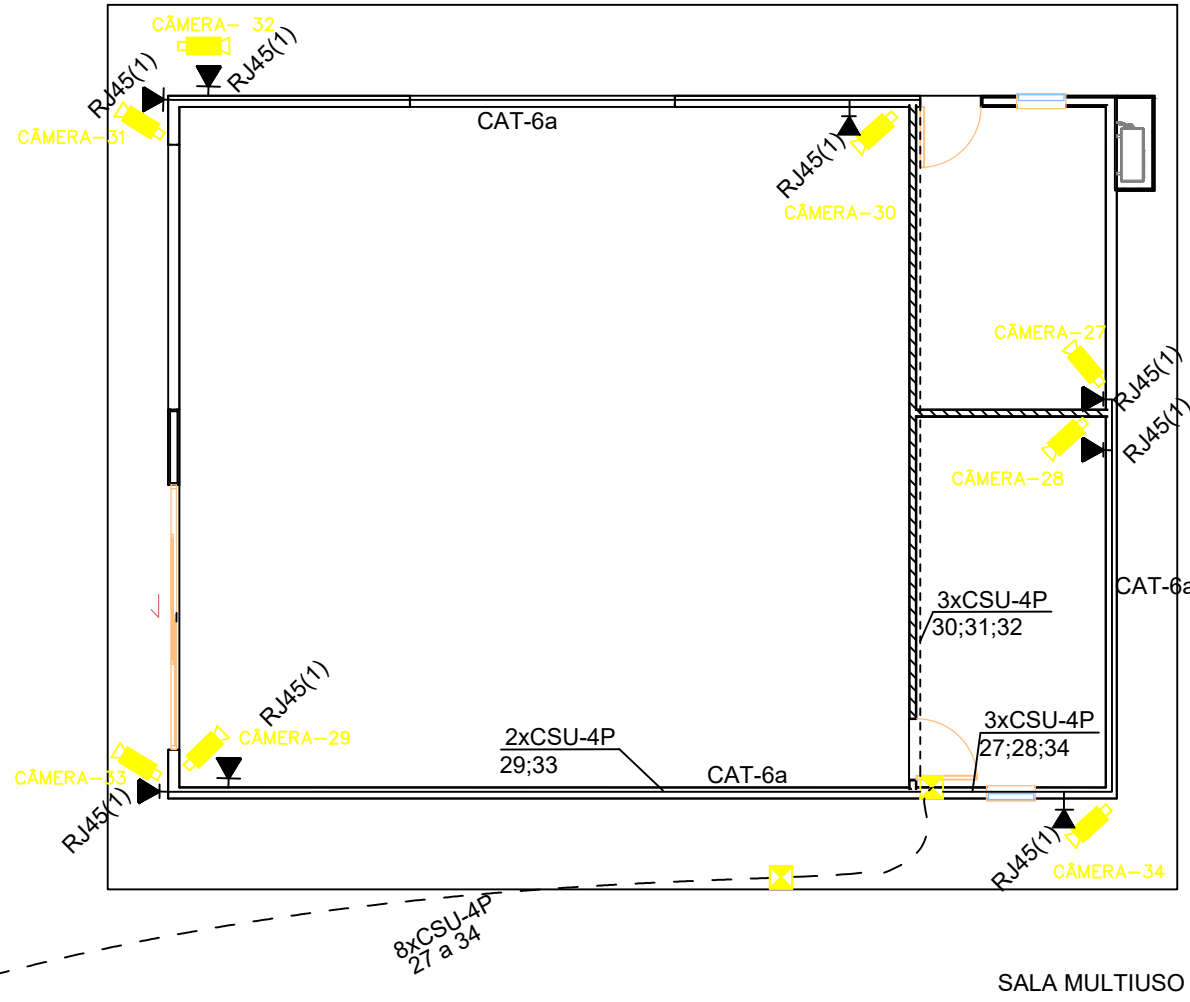 CÂMERA- 32
RJ45(1)
RJ45(1)
CÂMERA-31
CAT-6a
RJ45(1)
CÂMERA-30
CÂMERA-27
RJ45(1)
RJ45(1)
CÂMERA-28
CAT-6a
3xCSU-4P
30;31;32
RJ45(1)
CÂMERA-29
2xCSU-4P
29;33
3xCSU-4P
27;28;34
CÂMERA-33
CAT-6a
RJ45(1)
RJ45(1)
CÂMERA-34
8xCSU-4P
27 a 34
SALA MULTIUSO